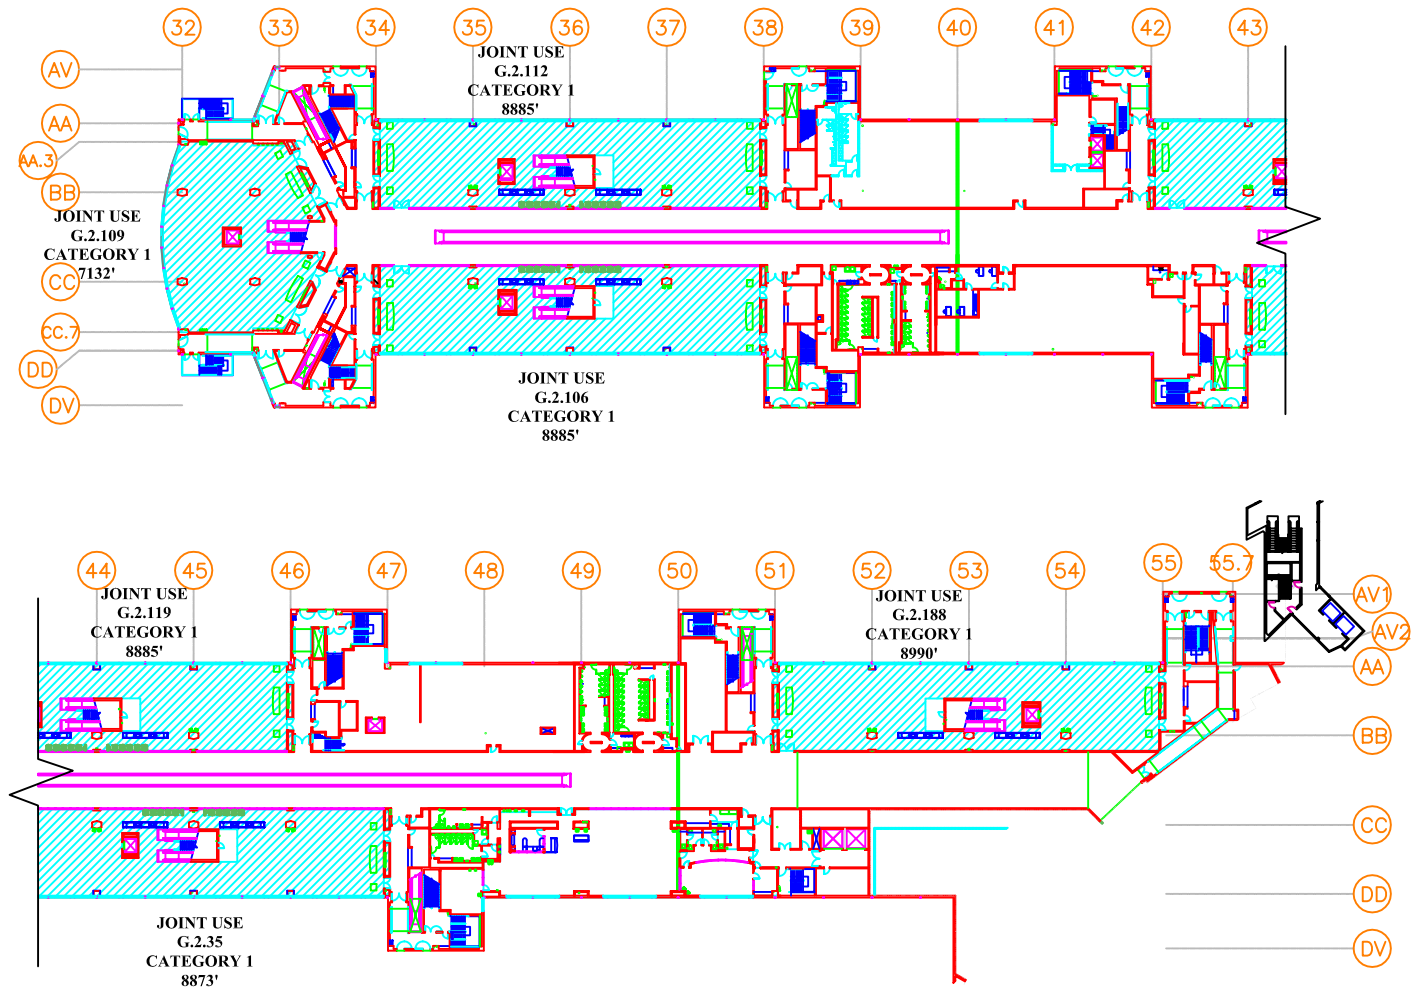 32 33 34 35 36 37 38 39 40 41 42 43
AV
AA
AA.3
BB
CC
CC.7
DD
DV
JOINT USE
G.2.112
CATEGORY 1
8885'
JOINT USE
G.2.109
CATEGORY 1
7132'
JOINT USE
G.2.106
CATEGORY 1
8885'
44 45 46 47 48 49 50 51 52 53 54 55 55.7
JOINT USE
G.2.119
CATEGORY 1
8885'
JOINT USE
G.2.188
CATEGORY 1
8990'
AV1
AV2
AA
BB
CC
DD
DV
JOINT USE
G.2.35
CATEGORY 1
8873'